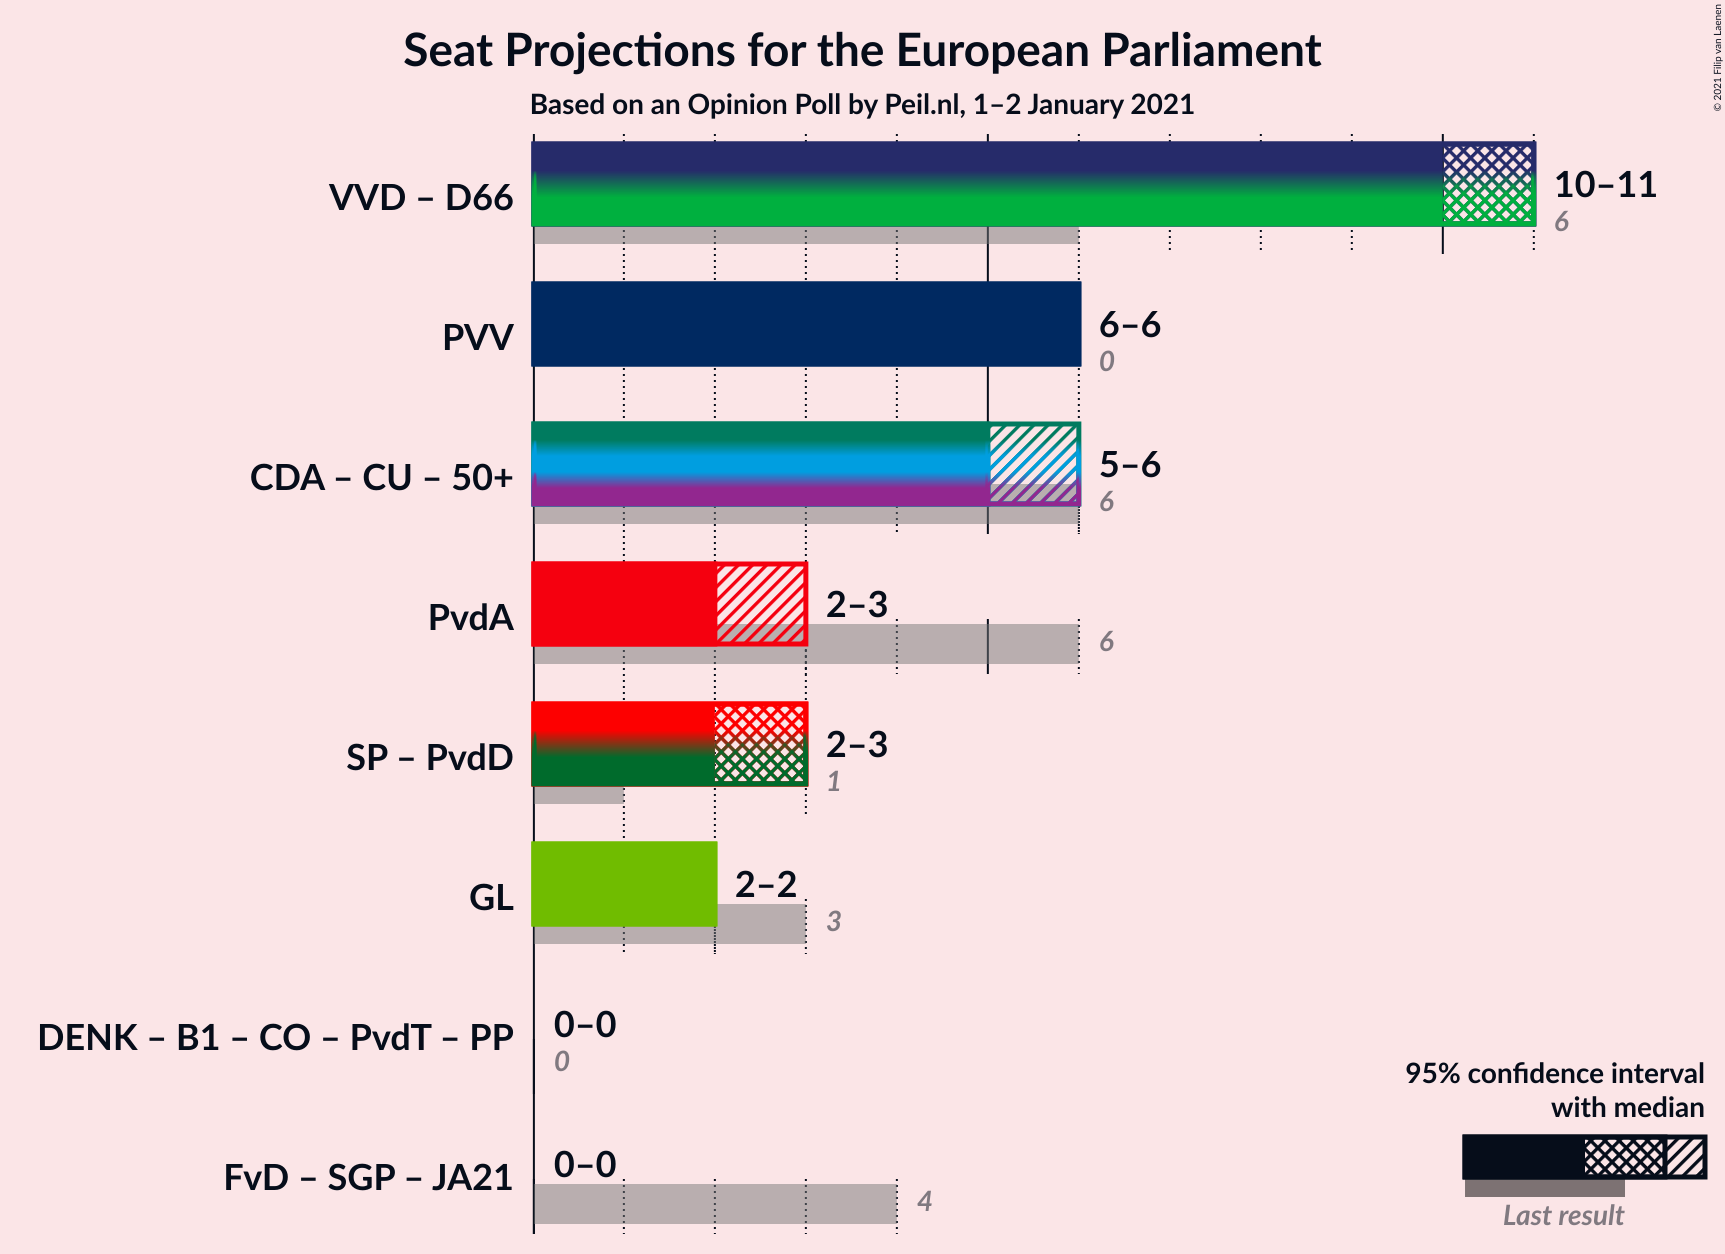 Seat Projections for the European Parliament
Based on an Opinion Poll by Peil.nl, 1–2 January 2021
© 2021 Filip van Laenen
VVD – D66
10–11
6
PVV
6–6
0
CDA – CU – 50+
5–6
6
PvdA
2–3
6
SP – PvdD
2–3
1
GL
2–2
3
DENK – B1 – CO – PvdT – PP
0–0
0
FvD – SGP – JA21
0–0
4
95% confidence interval
with median
Last result